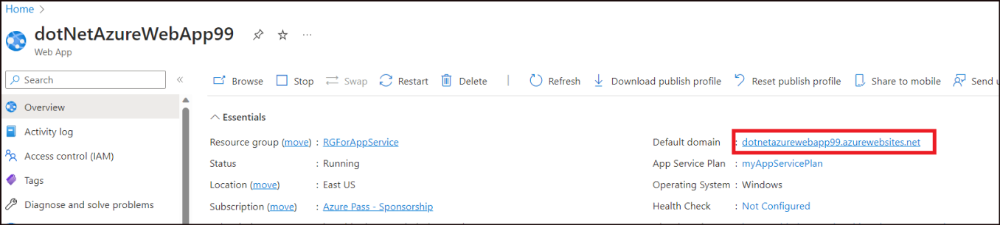 Home >
dotNetAzureWebApp99 ...
Web App
Search «
Browse Stop Swap Restart Delete | Refresh Download publish profile Reset publish profile Share to mobile Send
Overview
Activity log
Access control (IAM)
Tags
Diagnose and solve problems
Essentials
Resource group (move) : RGForAppService
Status : Running
Location (move) : East US
Subscription (move) : Azure Pass - Sponsorship
Default domain : dotnetazurewebapp99.azurewebsites.net
App Service Plan : myAppServicePlan
Operating System : Windows
Health Check : Not Configured